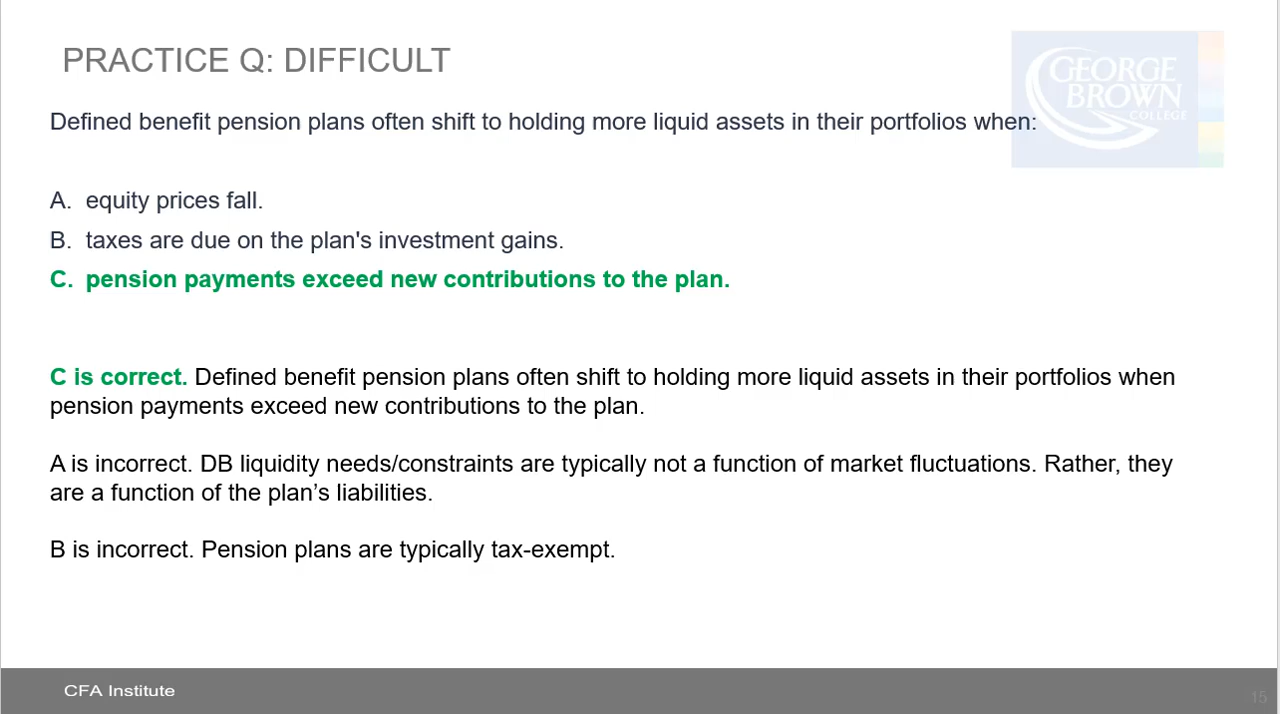 PRACTICE Q: DIFFICULT
GEORGE
BROWN
COLLEGE
Defined benefit pension plans often shift to holding more liquid assets in their portfolios when:
A. equity prices fall.
B. taxes are due on the plan's investment gains.
C. pension payments exceed new contributions to the plan.
C is correct. Defined benefit pension plans often shift to holding more liquid assets in their portfolios when
pension payments exceed new contributions to the plan.
A is incorrect. DB liquidity needs/constraints are typically not a function of market fluctuations. Rather, they
are a function of the plan’s liabilities.
B is incorrect. Pension plans are typically tax-exempt.
CFA Institute
15